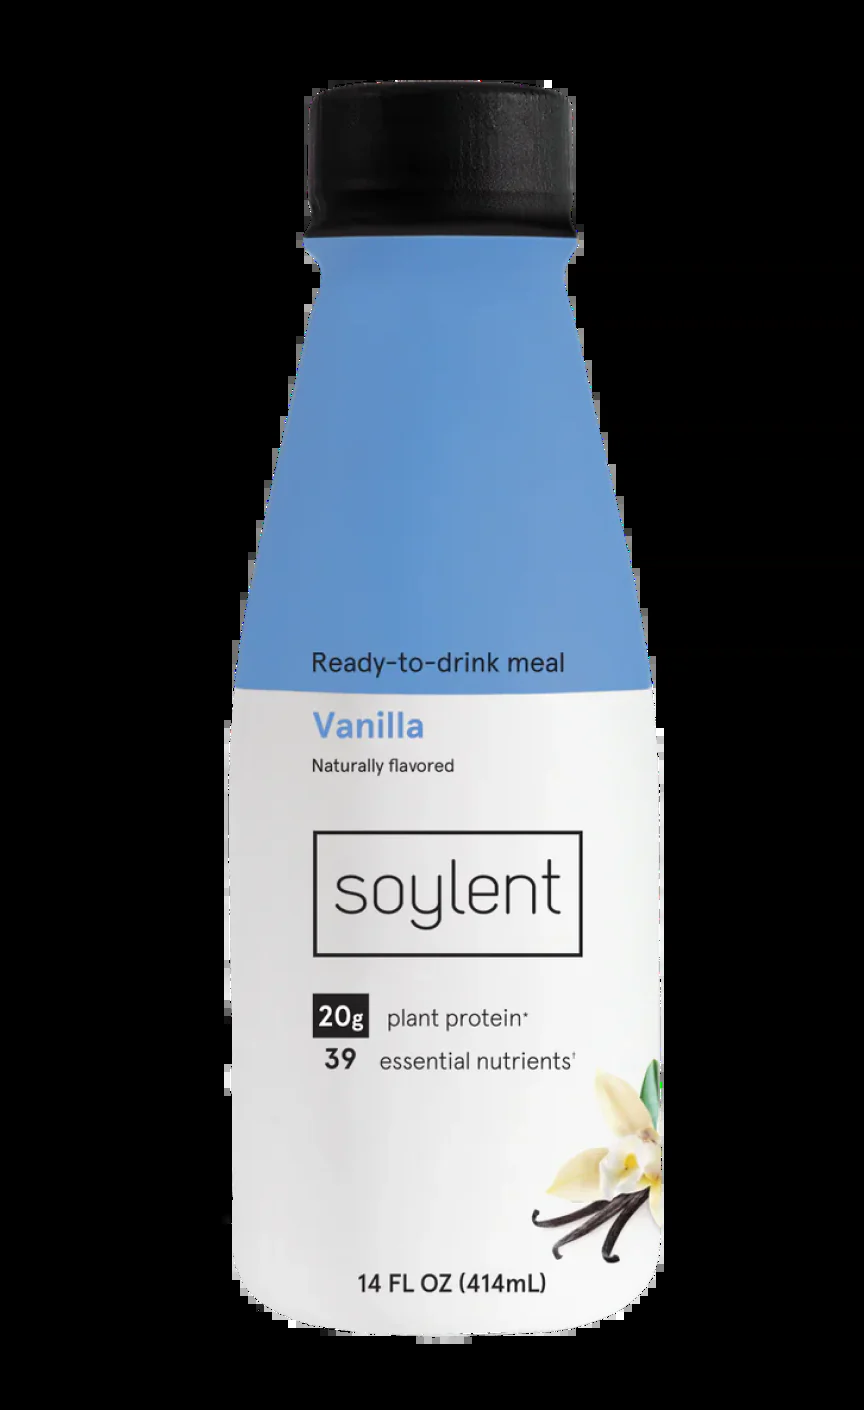 Ready-to-drink meal
Vanilla
Naturally flavored
soylent
20g plant protein*
39 essential nutrients†
14 FL OZ (414mL)